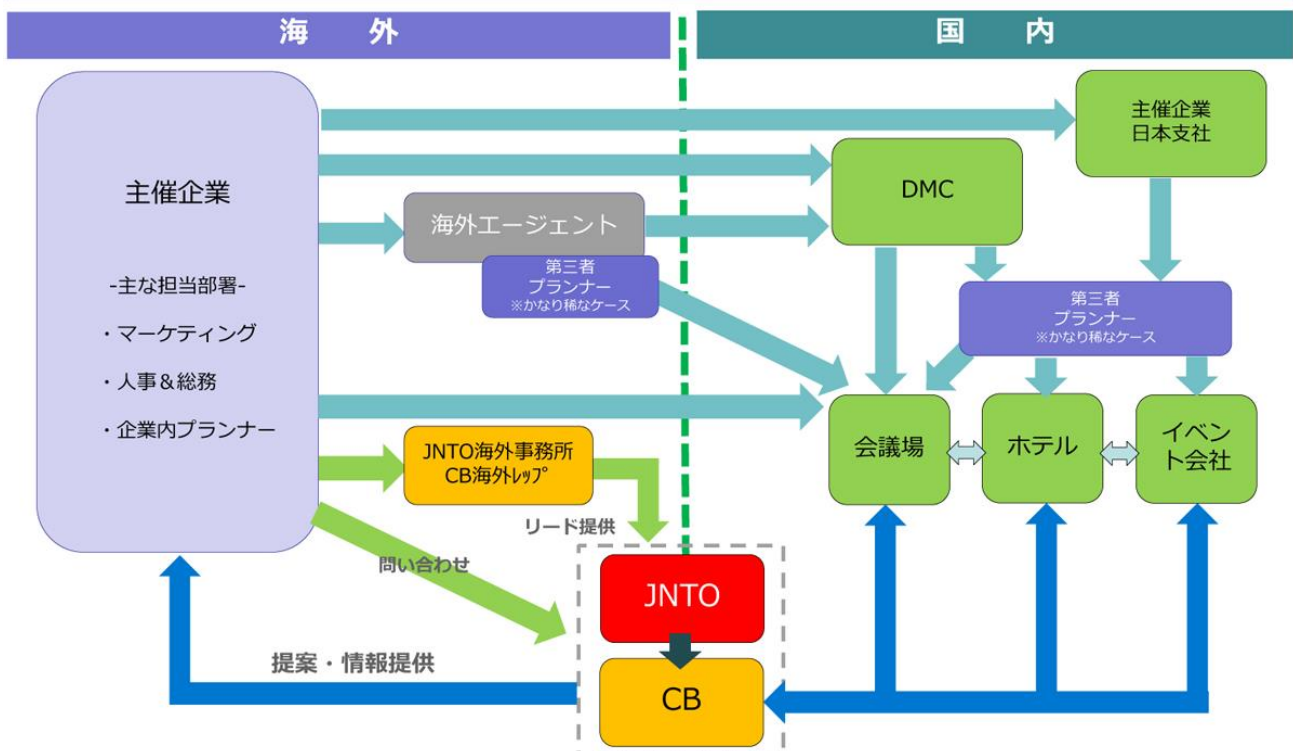 海 外
国 内
主催企業
-主な担当部署-
・マーケティング
・人事＆総務
・企業内プランナー
海外エージェント
第三者
プランナー
※かなり稀なケース
主催企業
日本支社
DMC
第三者
プランナー
※かなり稀なケース
会議場
ホテル
イベン
ト会社
JNTO海外事務所
CB海外ﾚｯﾌﾟ
リード提供
問い合わせ
JNTO
提案・情報提供
CB